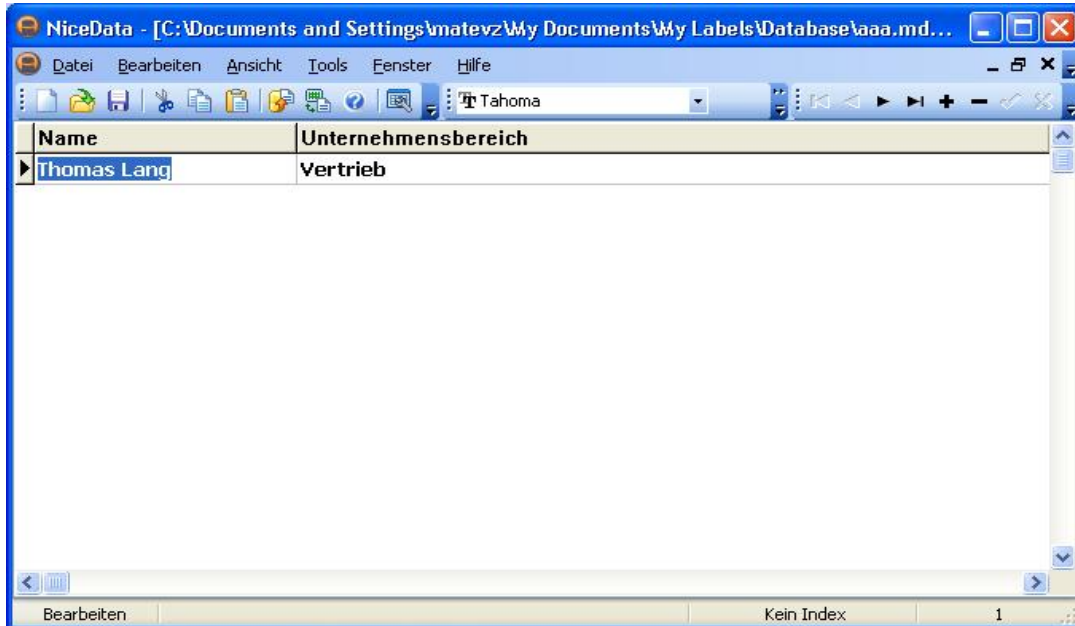 NiceData - [C:\Documents and Settings\matevz\My Documents\My Labels\Database\aaa.md...
Datei Bearbeiten Ansicht Tools Fenster Hilfe
Tahoma
Name Unternehmensbereich
Thomas Lang Vertrieb
Bearbeiten Kein Index 1